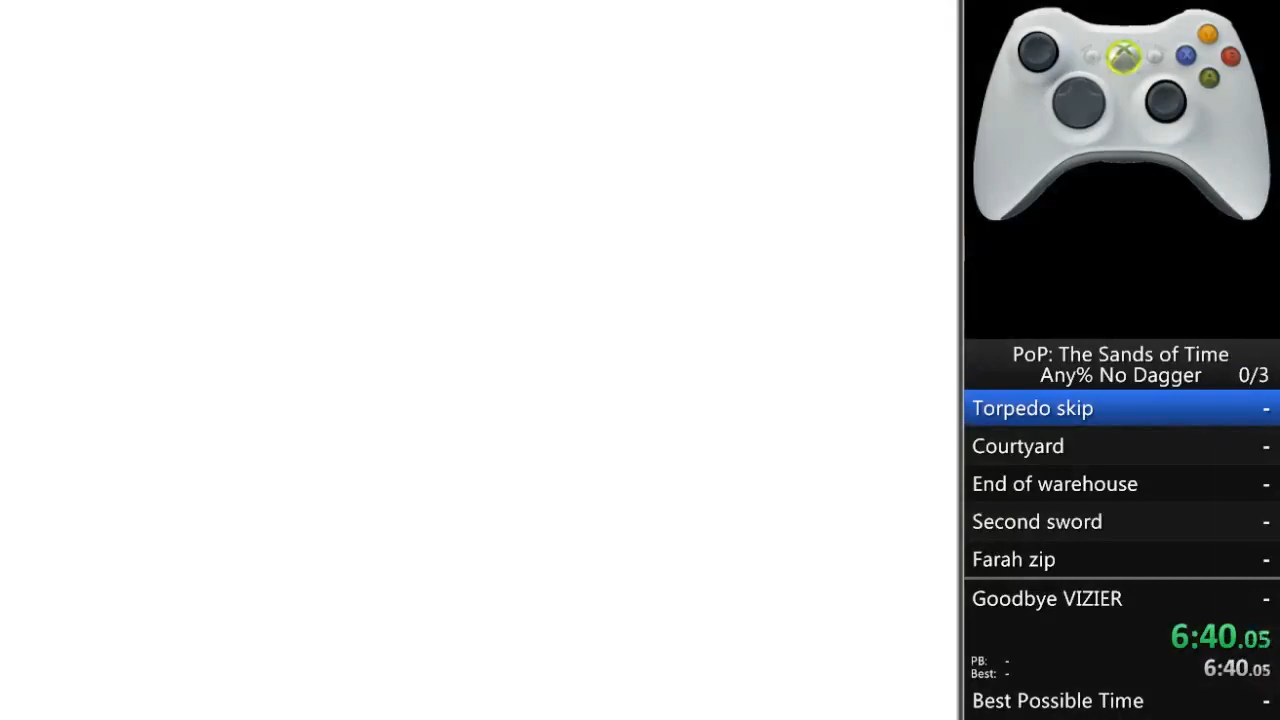 PoP: The Sands of Time
Any% No Dagger 0/3
Torpedo skip -
Courtyard -
End of warehouse -
Second sword -
Farah zip -
Goodbye VIZIER -
6:40.05
PB: -
Best: -
6:40.05
Best Possible Time -